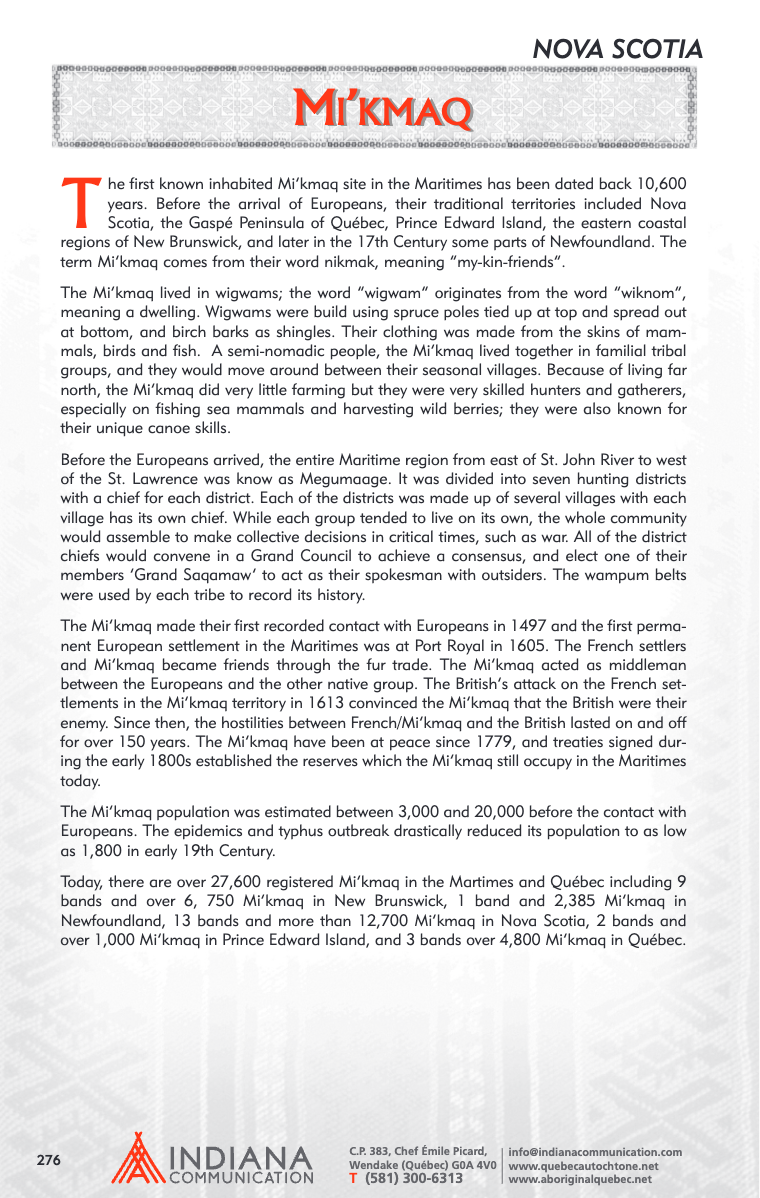 NOVA SCOTIA
MI'KMAQ
The first known inhabited Mi'kmaq site in the Maritimes has been dated back 10,600
years. Before the arrival of Europeans, their traditional territories included Nova
Scotia, the Gaspé Peninsula of Québec, Prince Edward Island, the eastern coastal
regions of New Brunswick, and later in the 17th Century some parts of Newfoundland. The
term Mi'kmaq comes from their word nikmak, meaning "my-kin-friends".
The Mi'kmaq lived in wigwams; the word "wigwam" originates from the word "wiknom",
meaning a dwelling. Wigwams were build using spruce poles tied up at top and spread out
at bottom, and birch barks as shingles. Their clothing was made from the skins of mam-
mals, birds and fish. A semi-nomadic people, the Mi'kmaq lived together in familial tribal
groups, and they would move around between their seasonal villages. Because of living far
north, the Mi'kmaq did very little farming but they were very skilled hunters and gatherers,
especially on fishing sea mammals and harvesting wild berries; they were also known for
their unique canoe skills.
Before the Europeans arrived, the entire Maritime region from east of St. John River to west
of the St. Lawrence was know as Megumaage. It was divided into seven hunting districts
with a chief for each district. Each of the districts was made up of several villages with each
village has its own chief. While each group tended to live on its own, the whole community
would assemble to make collective decisions in critical times, such as war. All of the district
chiefs would convene in a Grand Council to achieve a consensus, and elect one of their
members 'Grand Saqamaw' to act as their spokesman with outsiders. The wampum belts
were used by each tribe to record its history.
The Mi'kmaq made their first recorded contact with Europeans in 1497 and the first perma-
nent European settlement in the Maritimes was at Port Royal in 1605. The French settlers
and Mi'kmaq became friends through the fur trade. The Mi'kmaq acted as middleman
between the Europeans and the other native group. The British's attack on the French set-
tlements in the Mi'kmaq territory in 1613 convinced the Mi'kmaq that the British were their
enemy. Since then, the hostilities between French/Mi'kmaq and the British lasted on and off
for over 150 years. The Mi'kmaq have been at peace since 1779, and treaties signed dur-
ing the early 1800s established the reserves which the Mi'kmaq still occupy in the Maritimes
today.
The Mi'kmaq population was estimated between 3,000 and 20,000 before the contact with
Europeans. The epidemics and typhus outbreak drastically reduced its population to as low
as 1,800 in early 19th Century.
Today, there are over 27,600 registered Mi'kmaq in the Martimes and Québec including 9
bands and over 6, 750 Mi'kmaq in New Brunswick, 1 band and 2,385 Mi'kmaq in
Newfoundland, 13 bands and more than 12,700 Mi'kmaq in Nova Scotia, 2 bands and
over 1,000 Mi'kmaq in Prince Edward Island, and 3 bands over 4,800 Mi'kmaq in Québec.
276
INDIANA
COMMUNICATION
C.P. 383, Chef Émile Picard,
Wendake (Québec) G0A 4V0
T (581) 300-6313
info@indianacommunication.com
www.quebecautochtone.net
www.aboriginalquebec.net